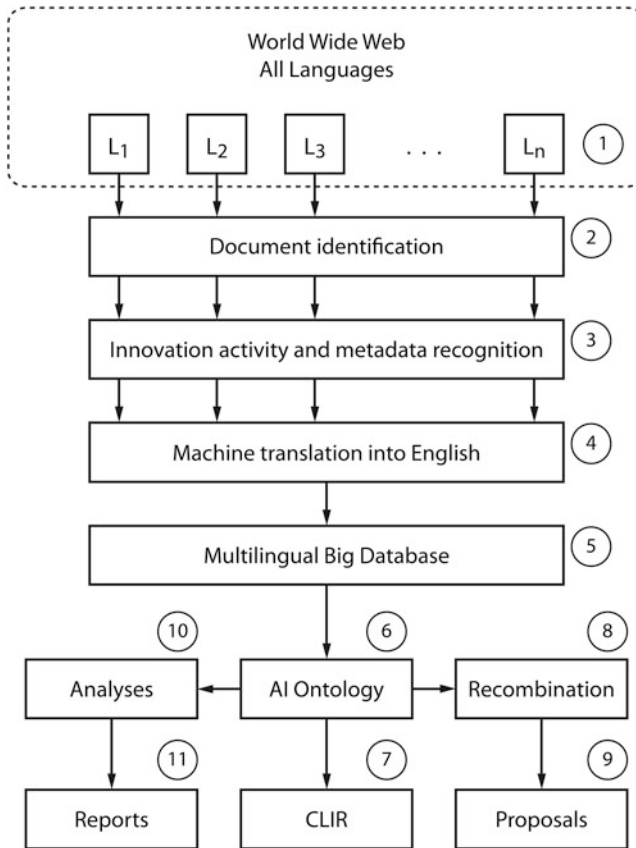 World Wide Web
All Languages
L₁ L₂ L₃ . . . Lₙ 1
Document identification 2
Innovation activity and metadata recognition 3
Machine translation into English 4
Multilingual Big Database 5
10 6 8
Analyses AI Ontology Recombination
11 7 9
Reports CLIR Proposals